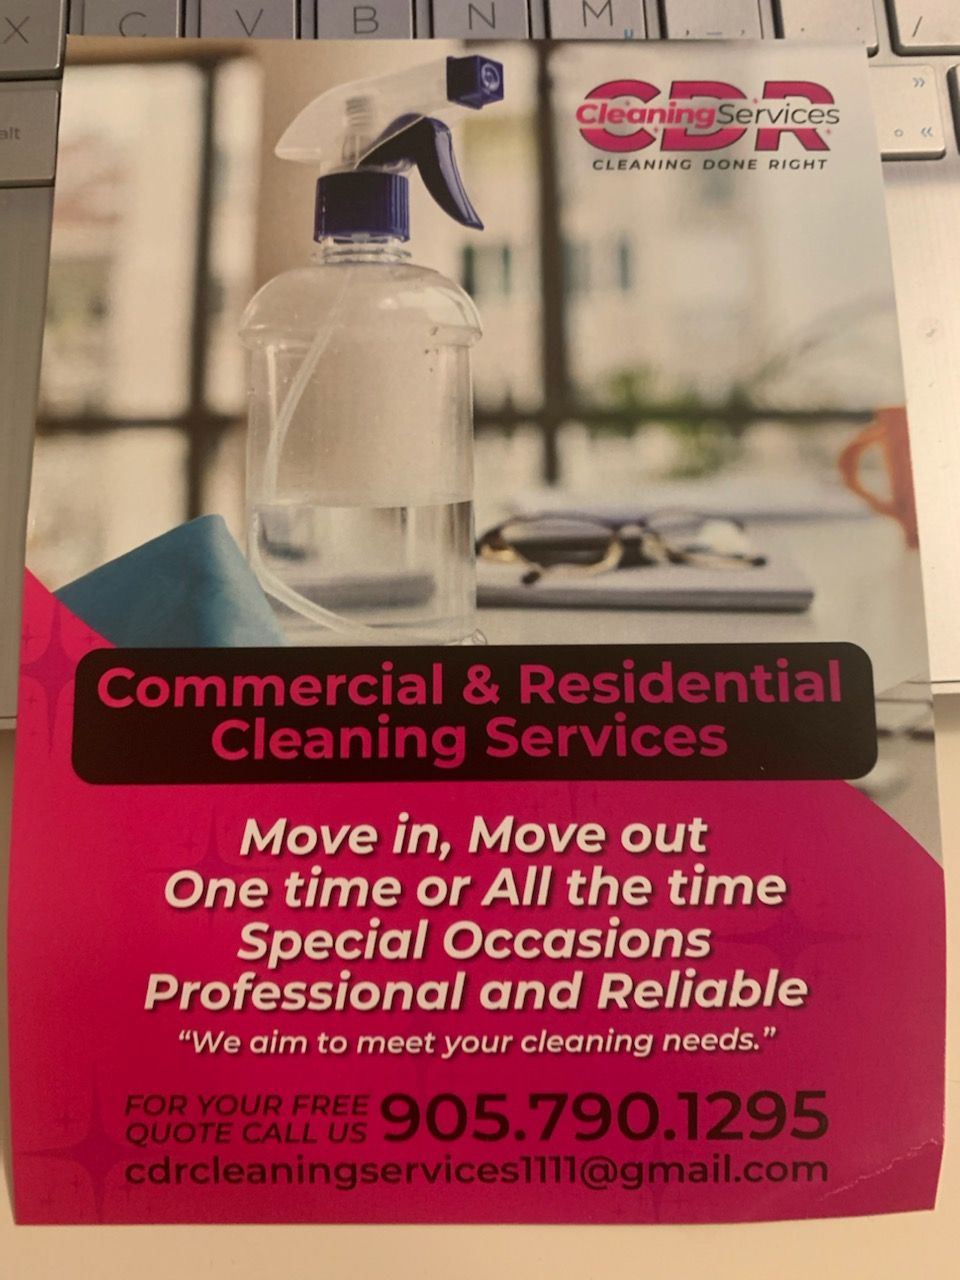 X C V B N M
alt
CDR
CleaningServices
CLEANING DONE RIGHT
Commercial & Residential
Cleaning Services
Move in, Move out
One time or All the time
Special Occasions
Professional and Reliable
“We aim to meet your cleaning needs.”
FOR YOUR FREE
QUOTE CALL US 905.790.1295
cdrcleaningservices1111@gmail.com